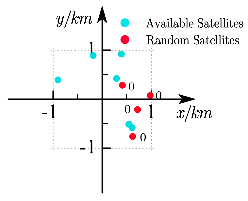 y/km
Available Satellites
Random Satellites
1
0
0
0
-1
1
x/km
-1
0